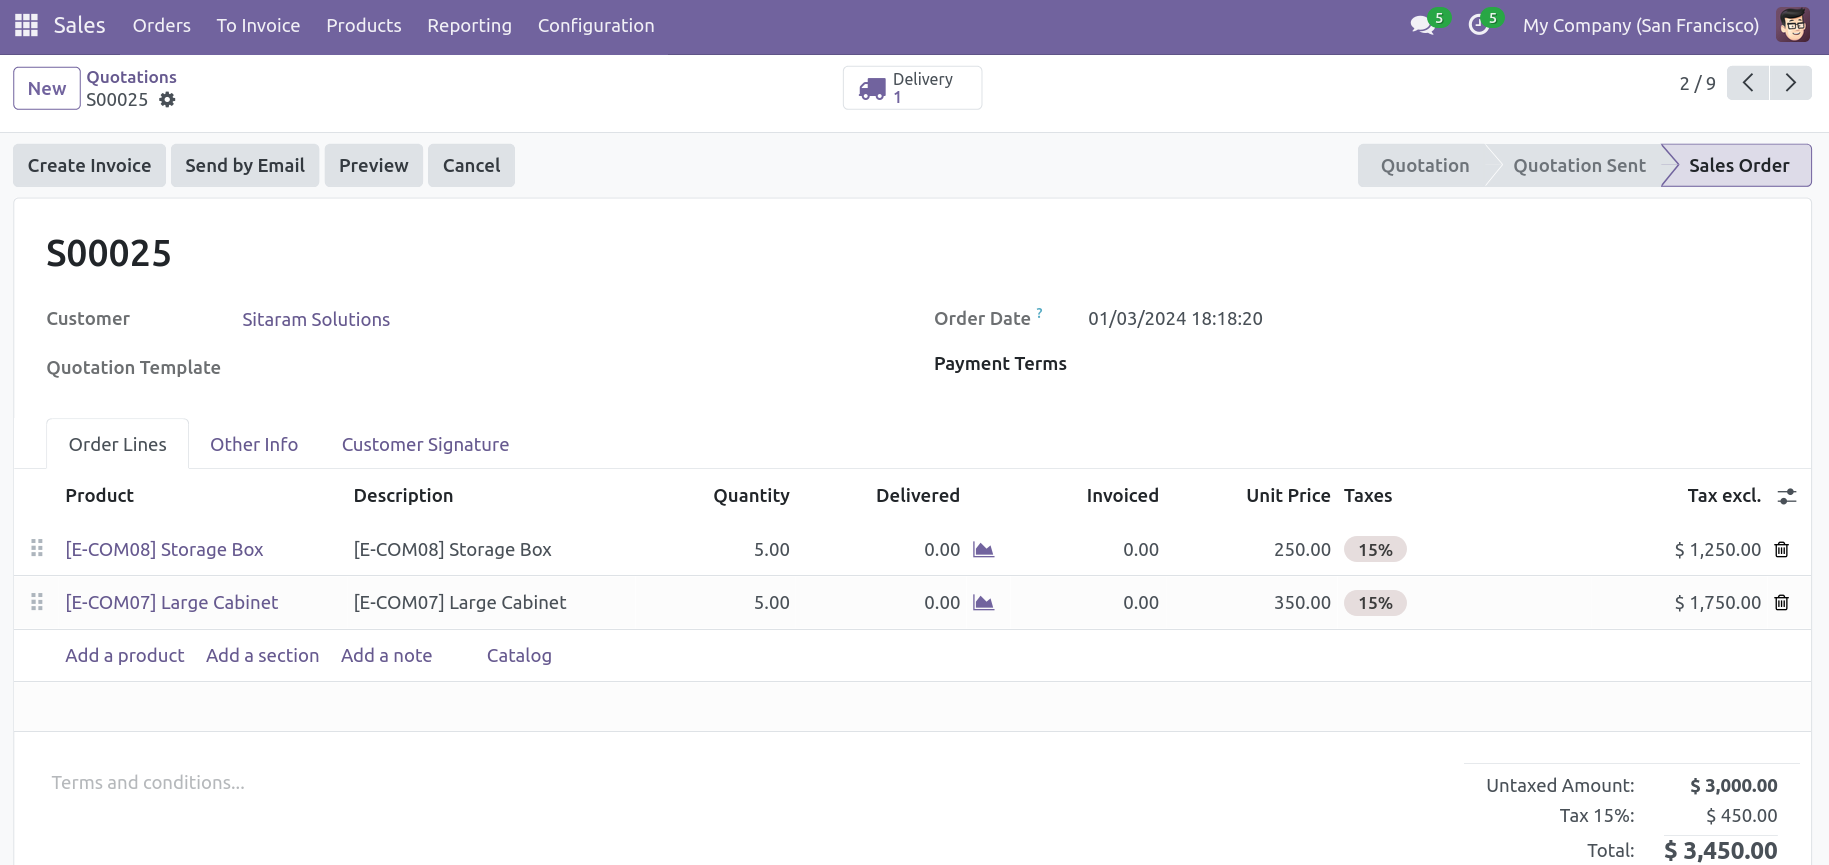 Sales Orders To Invoice Products Reporting Configuration 5 5 My Company (San Francisco)
New Quotations Delivery 2 / 9
S00025 1
Create Invoice Send by Email Preview Cancel Quotation Quotation Sent Sales Order
S00025
Customer Sitaram Solutions Order Date ? 01/03/2024 18:18:20
Quotation Template Payment Terms
Order Lines Other Info Customer Signature
Product Description Quantity Delivered Invoiced Unit Price Taxes Tax excl.
[E-COM08] Storage Box [E-COM08] Storage Box 5.00 0.00 0.00 250.00 15% $ 1,250.00
[E-COM07] Large Cabinet [E-COM07] Large Cabinet 5.00 0.00 0.00 350.00 15% $ 1,750.00
Add a product Add a section Add a note Catalog
Terms and conditions...
Untaxed Amount: $ 3,000.00
Tax 15%: $ 450.00
Total: $ 3,450.00